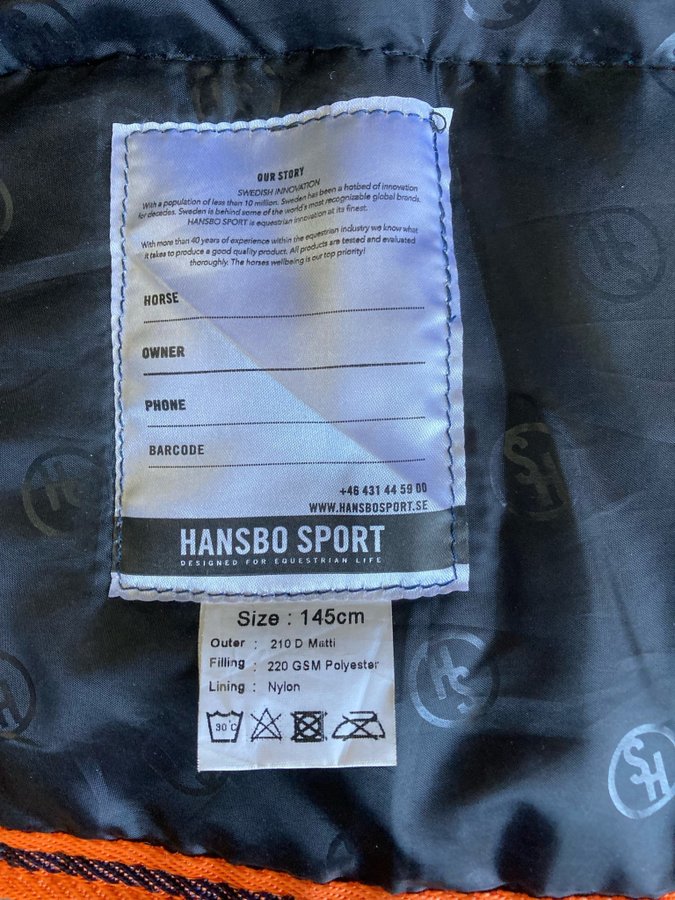 OUR STORY
SWEDISH INNOVATION
With a population of less than 10 million. Sweden has been a hotbed of innovation
for decades. Sweden is behind some of the world's most recognizable global brands.
HANSBO SPORT is equestrian innovation at its finest.
With more than 40 years of experience within the equestrian industry we know what
it takes to produce a good quality product. All products are tested and evaluated
thoroughly. The horses wellbeing is our top priority!
HORSE
OWNER
PHONE
BARCODE
+46 431 44 59 00
WWW.HANSBOSPORT.SE
HANSBO SPORT
DESIGNED FOR EQUESTRIAN LIFE
Size : 145cm
Outer : 210 D Matti
Filling : 220 GSM Polyester
Lining : Nylon
30°C
HS
HS
HS
HS